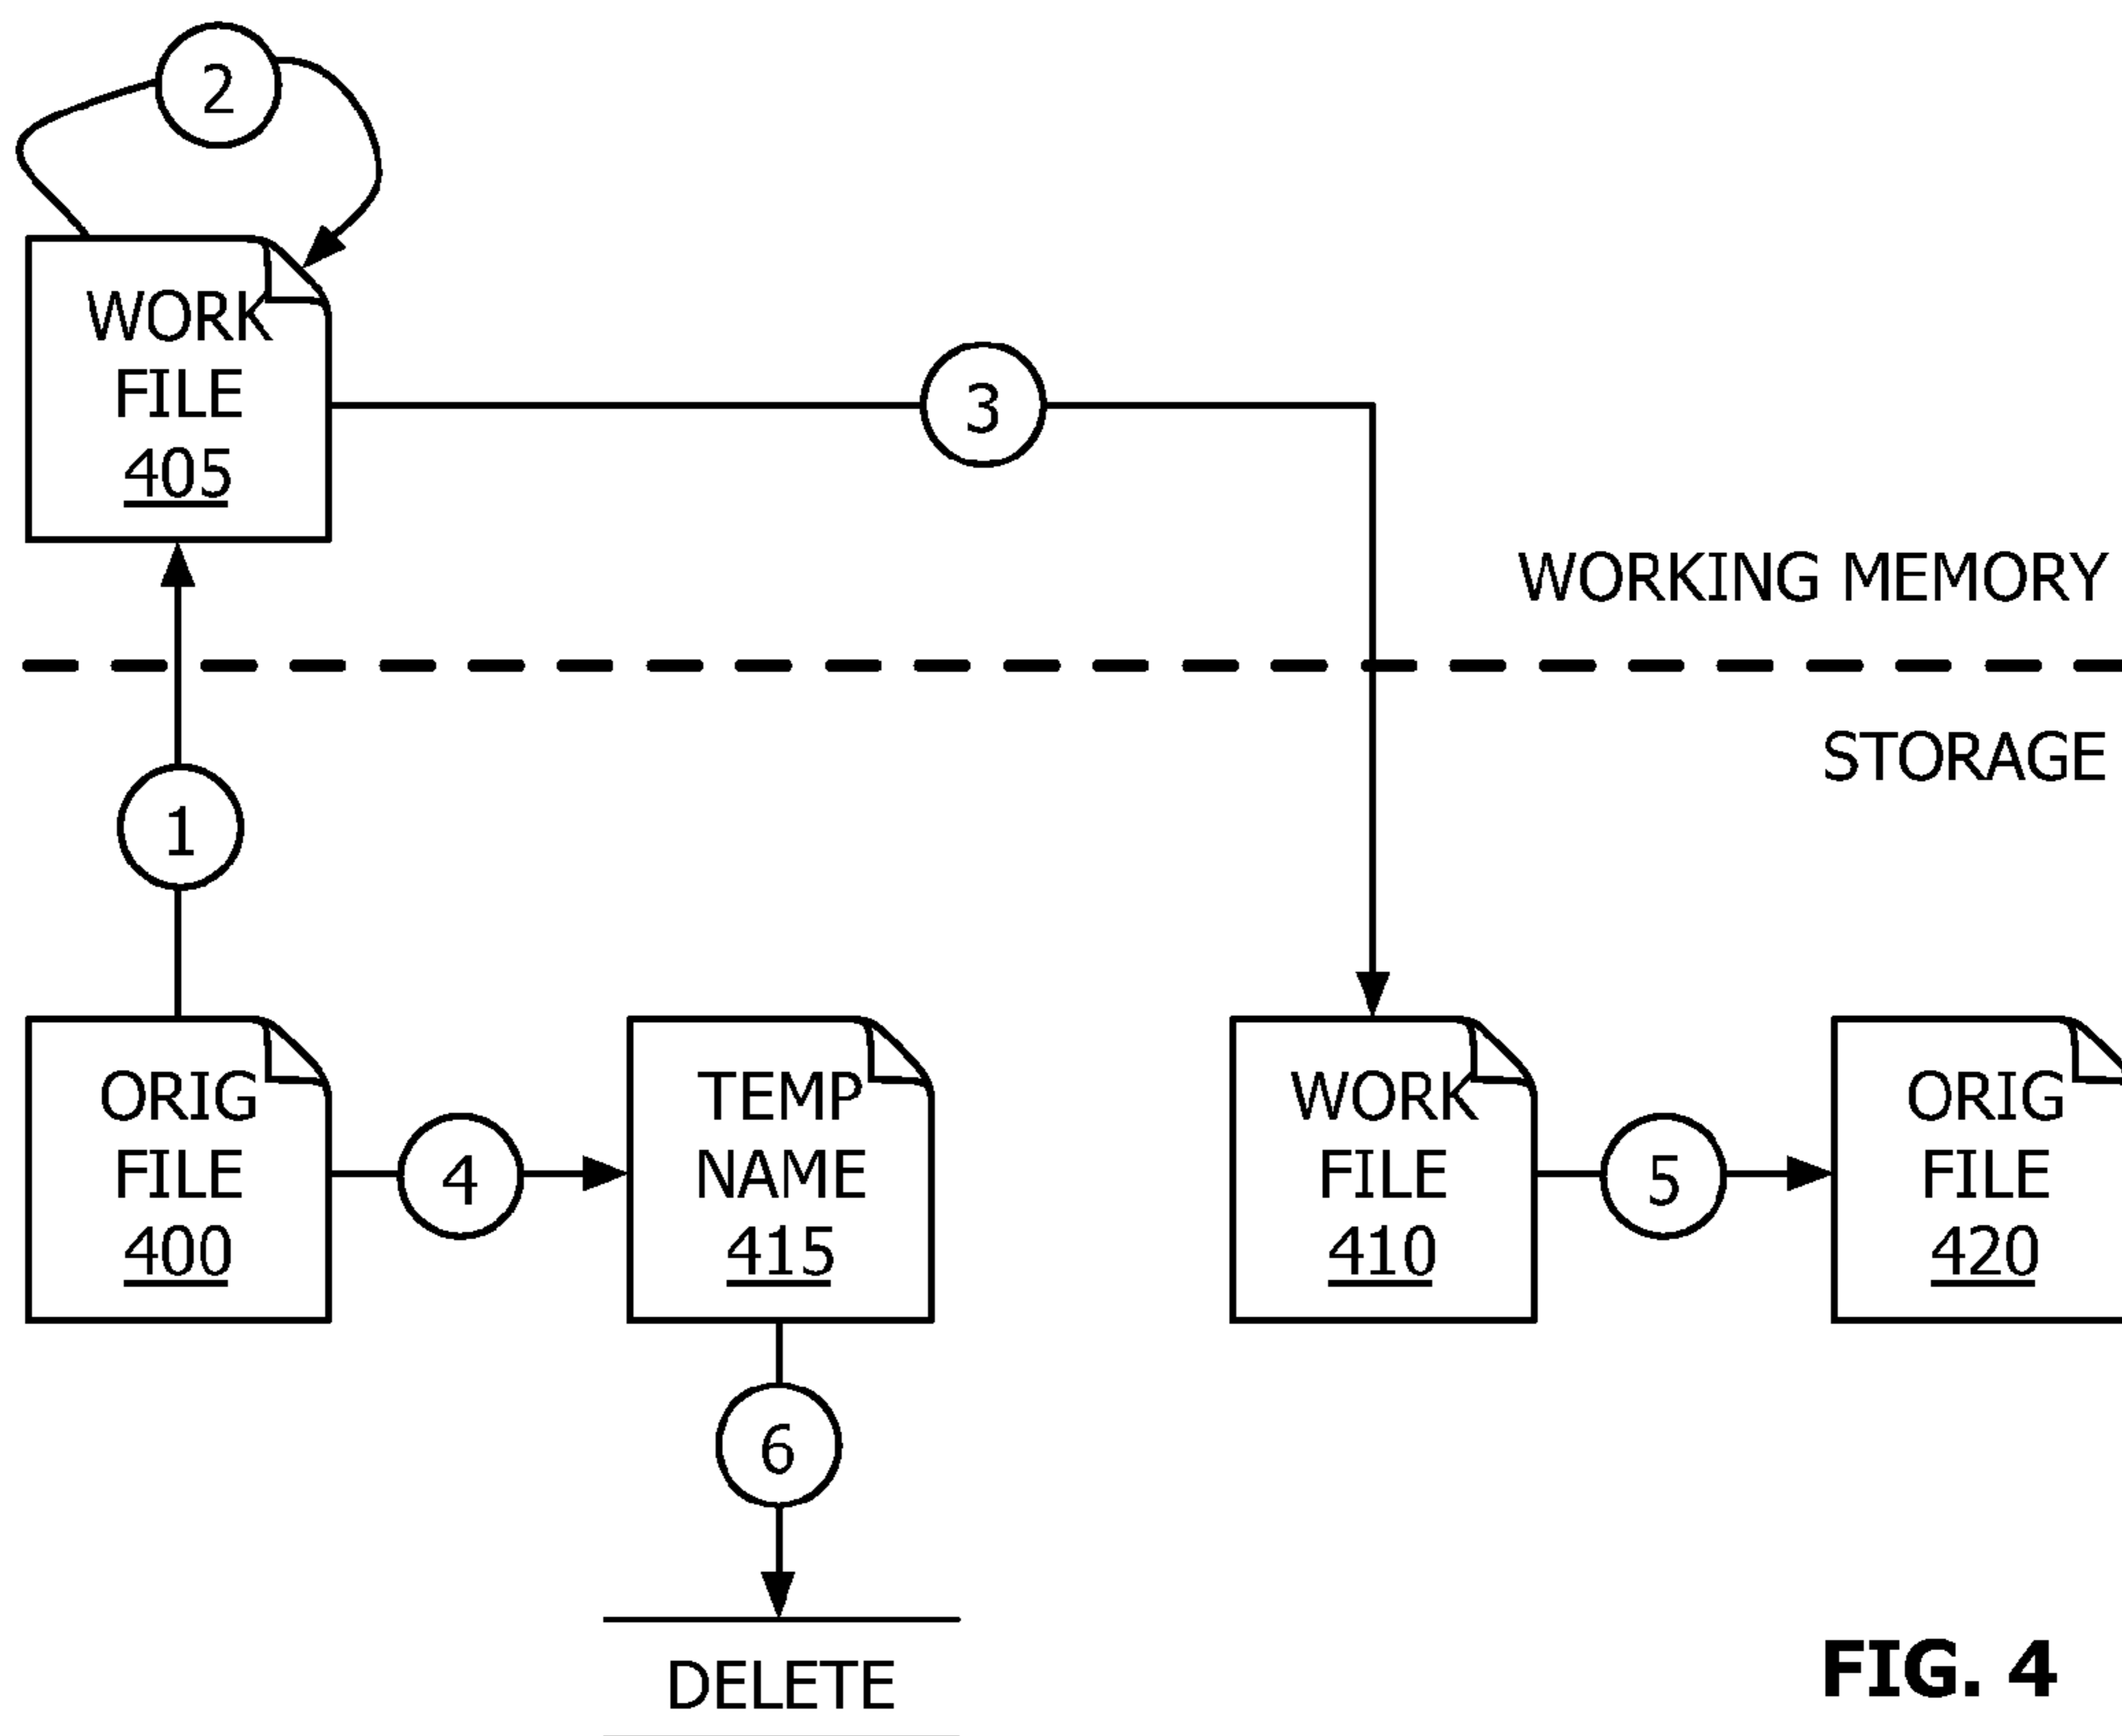 2
WORK
FILE
405
3
WORKING MEMORY
STORAGE
1
ORIG
FILE
400
4
TEMP
NAME
415
WORK
FILE
410
5
ORIG
FILE
420
6
DELETE
FIG. 4